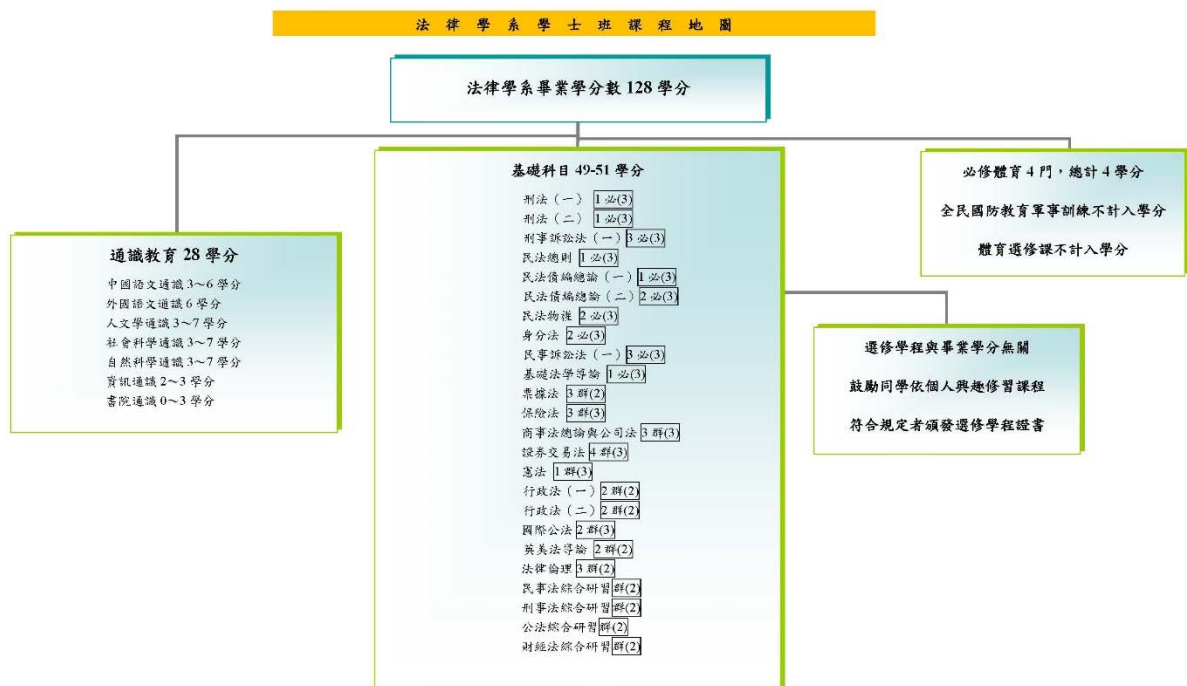 法律學系學士班課程地圖
法律學系畢業學分數 128 學分
通識教育 28 學分
中國語文通識 3～6 學分
外國語文通識 6 學分
人文學通識 3～7 學分
社會科學通識 3～7 學分
自然科學通識 3～7 學分
資訊通識 2～3 學分
書院通識 0～3 學分
基礎科目 49-51 學分
刑法（一） 1 必(3)
刑法（二） 1 必(3)
刑事訴訟法（一） 3 必(3)
民法總則 1 必(3)
民法債編總論（一） 1 必(3)
民法債編總論（二） 2 必(3)
民法物權 2 必(3)
身分法 2 必(3)
民事訴訟法（一） 3 必(3)
基礎法學導論 1 必(3)
票據法 3 群(2)
保險法 3 群(3)
商事法總論與公司法 3 群(3)
證券交易法 4 群(3)
憲法 1 群(3)
行政法（一） 2 群(2)
行政法（二） 2 群(2)
國際公法 2 群(3)
英美法導論 2 群(2)
法律倫理 3 群(2)
民事法綜合研習 群(2)
刑事法綜合研習 群(2)
公法綜合研習 群(2)
財經法綜合研習 群(2)
必修體育 4 門，總計 4 學分
全民國防教育軍事訓練不計入學分
體育選修課不計入學分
選修學程與畢業學分無關
鼓勵同學依個人興趣修習課程
符合規定者頒發選修學程證書